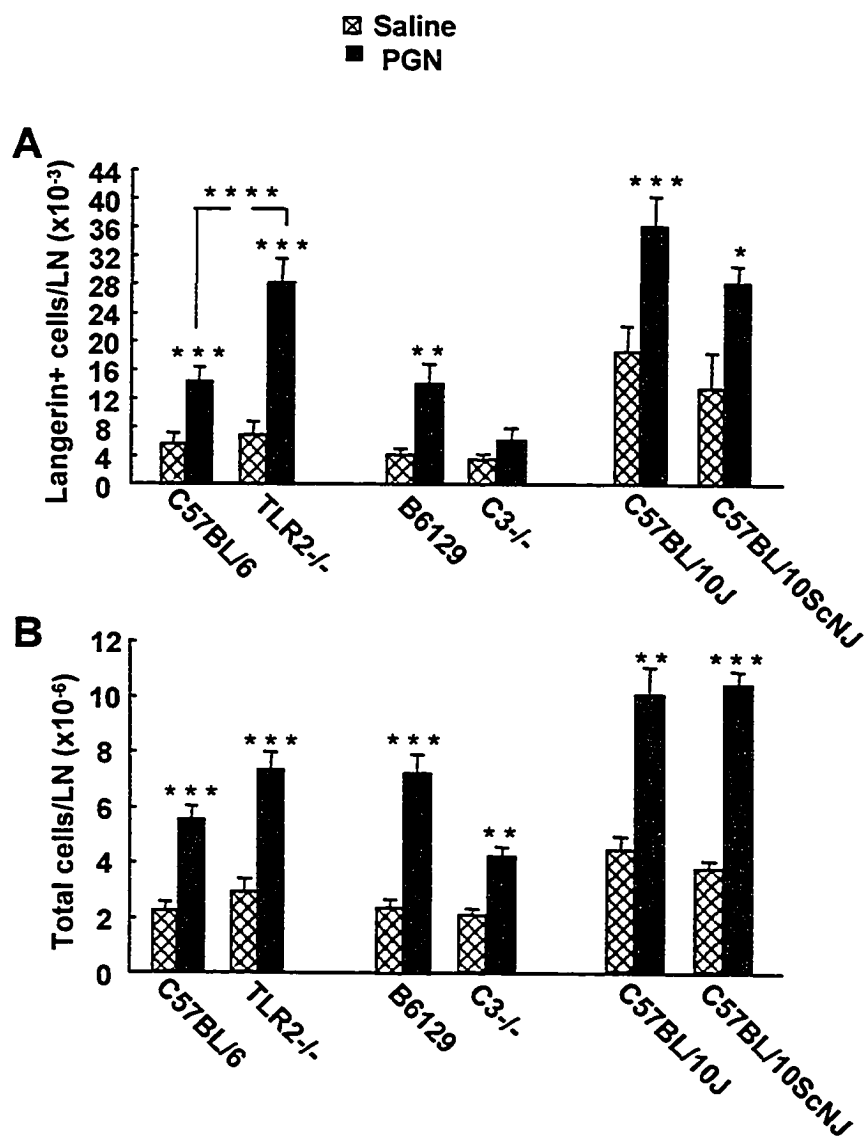 Saline
PGN
A
Langerin+ cells/LN (x10⁻³)
44
40
36
32
28
24
20
16
12
8
4
0
* * *
* * * *
* * *
* *
* * *
*
C57BL/6
TLR2-/-
B6129
C3-/-
C57BL/10J
C57BL/10ScNJ
B
Total cells/LN (x10⁻⁶)
12
10
8
6
4
2
0
* * *
* * *
* * *
* *
* *
* * *
C57BL/6
TLR2-/-
B6129
C3-/-
C57BL/10J
C57BL/10ScNJ